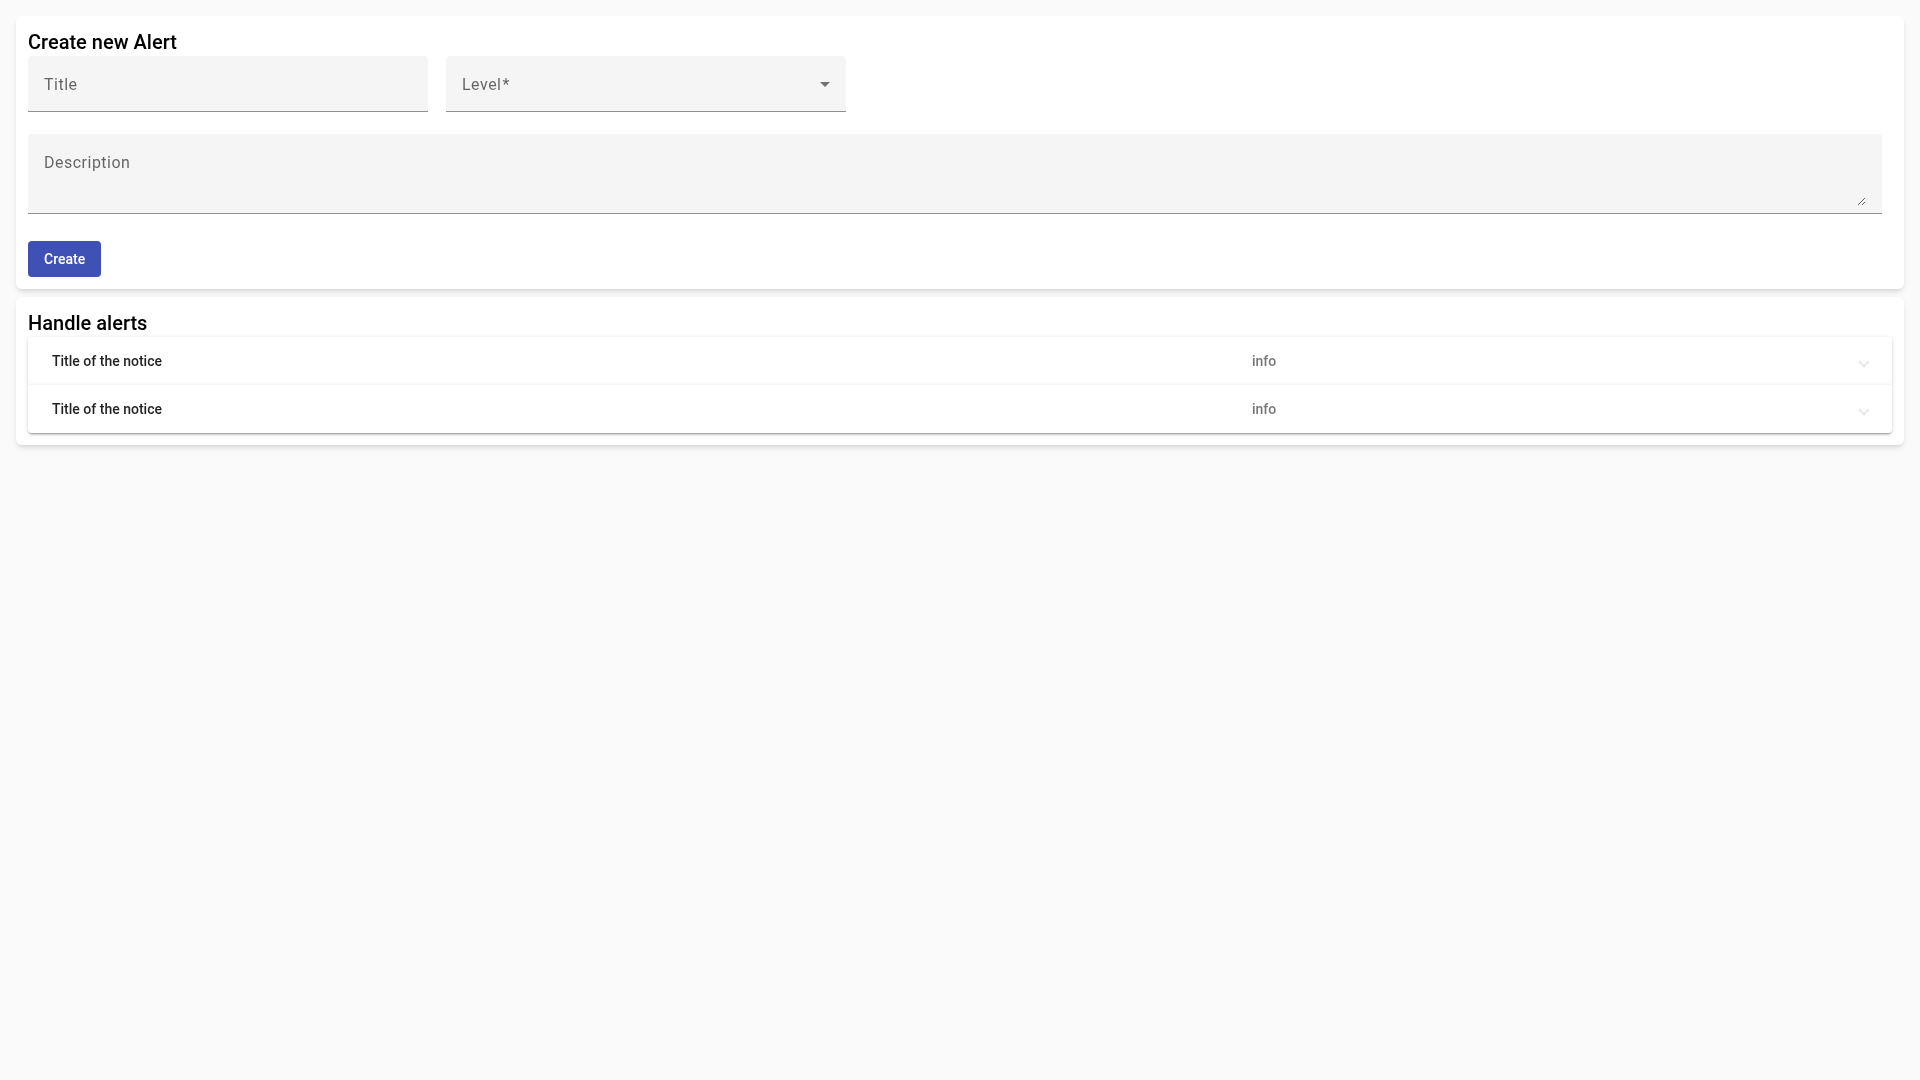 Create new Alert
Title
Level*
Description
Create
Handle alerts
Title of the notice info
Title of the notice info